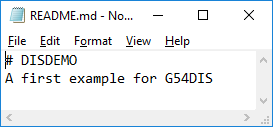 README.md - No...
File Edit Format View Help
# DISDEMO
A first example for G54DIS